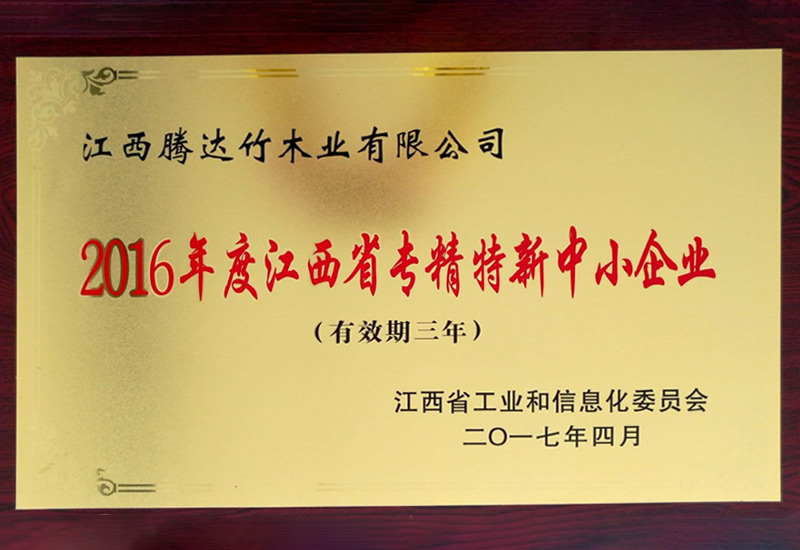 江西腾达竹木业有限公司
2016年度江西省专精特新中小企业
（有效期三年）
江西省工业和信息化委员会
二〇一七年四月